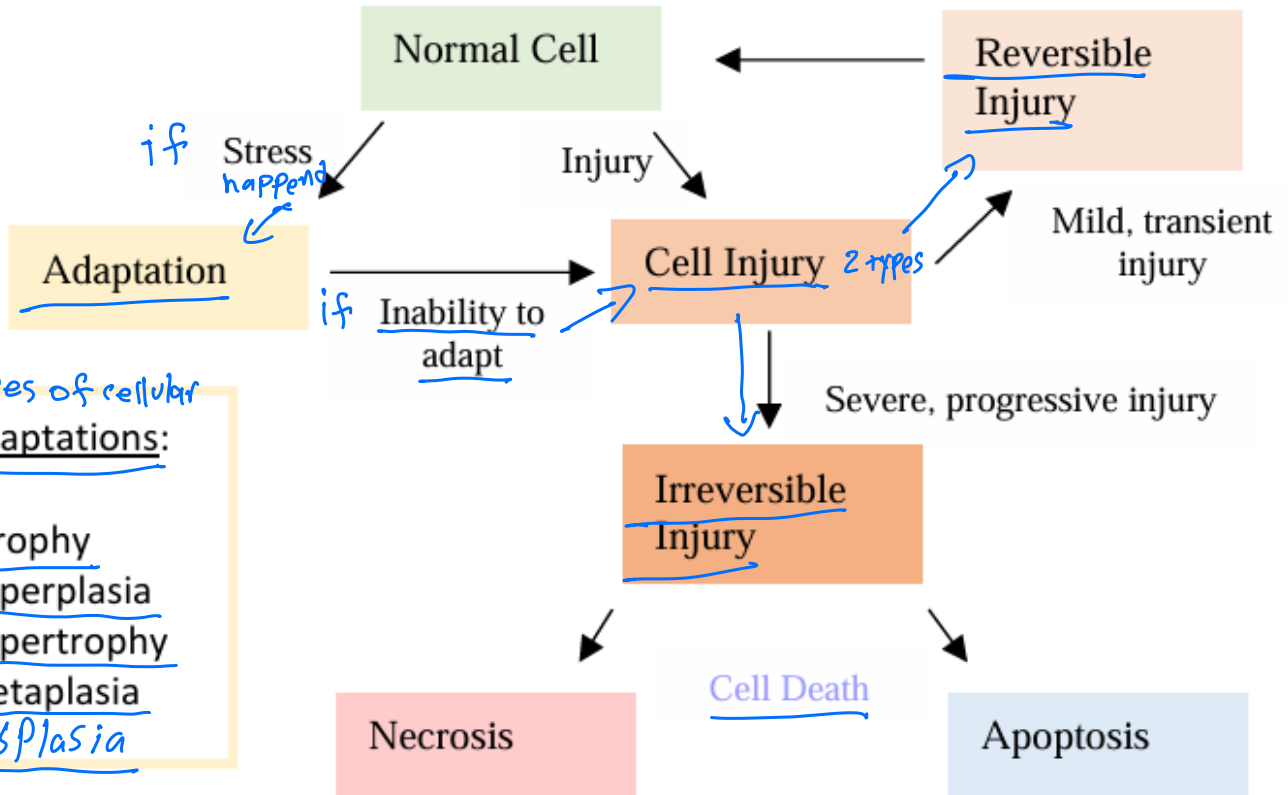 Normal Cell
Reversible
Injury
if
Stress
happend
Injury
Mild, transient
injury
Adaptation
Cell Injury
2 types
if
Inability to
adapt
es of cellular
aptations:
Severe, progressive injury
Irreversible
Injury
rophy
perplasia
pertrophy
etaplasia
splasia
Cell Death
Necrosis
Apoptosis